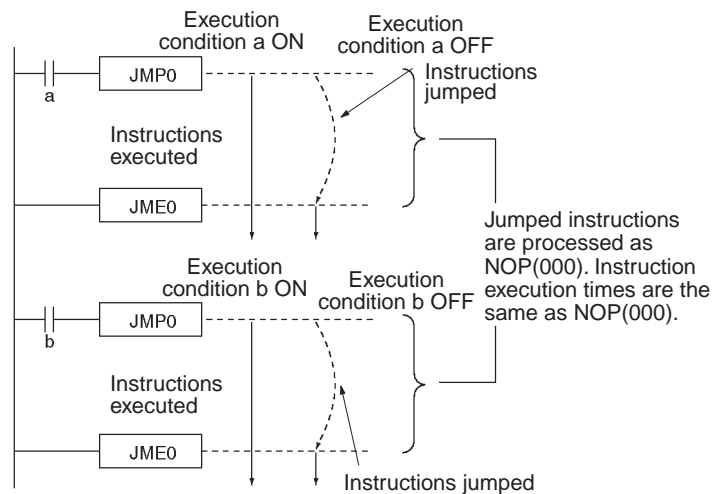 Execution
condition a ON
Execution
condition a OFF
JMP0
a
Instructions
jumped
Instructions
executed
JME0
Jumped instructions
are processed as
NOP(000). Instruction
execution times are the
same as NOP(000).
Execution
condition b ON
Execution
condition b OFF
JMP0
b
Instructions
executed
JME0
Instructions jumped